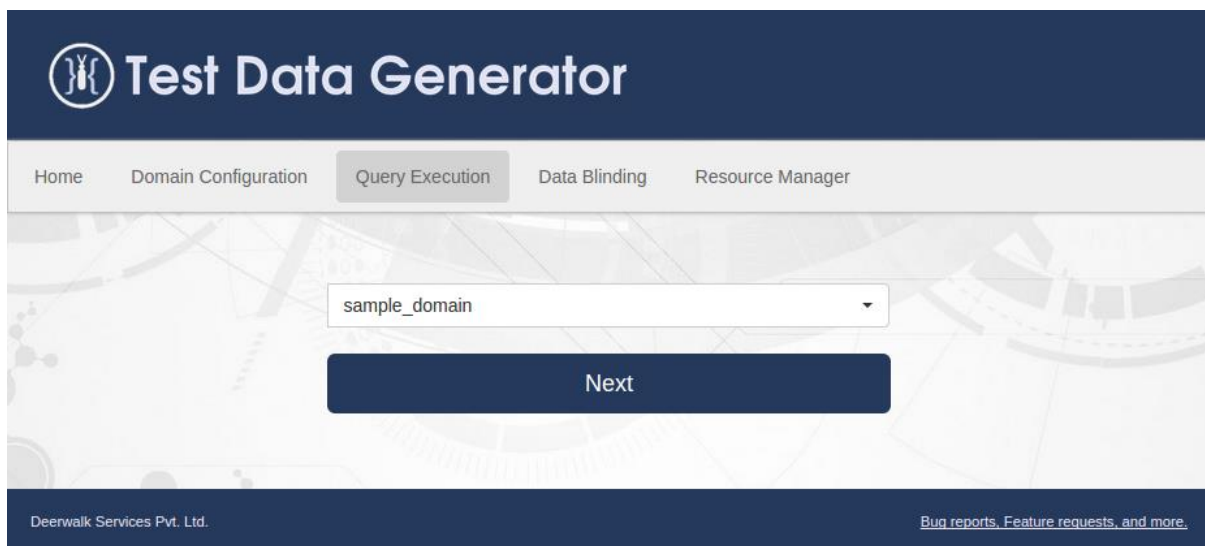 Test Data Generator
Home Domain Configuration Query Execution Data Blinding Resource Manager
sample_domain
Next
Deerwalk Services Pvt. Ltd. Bug reports, Feature requests, and more.